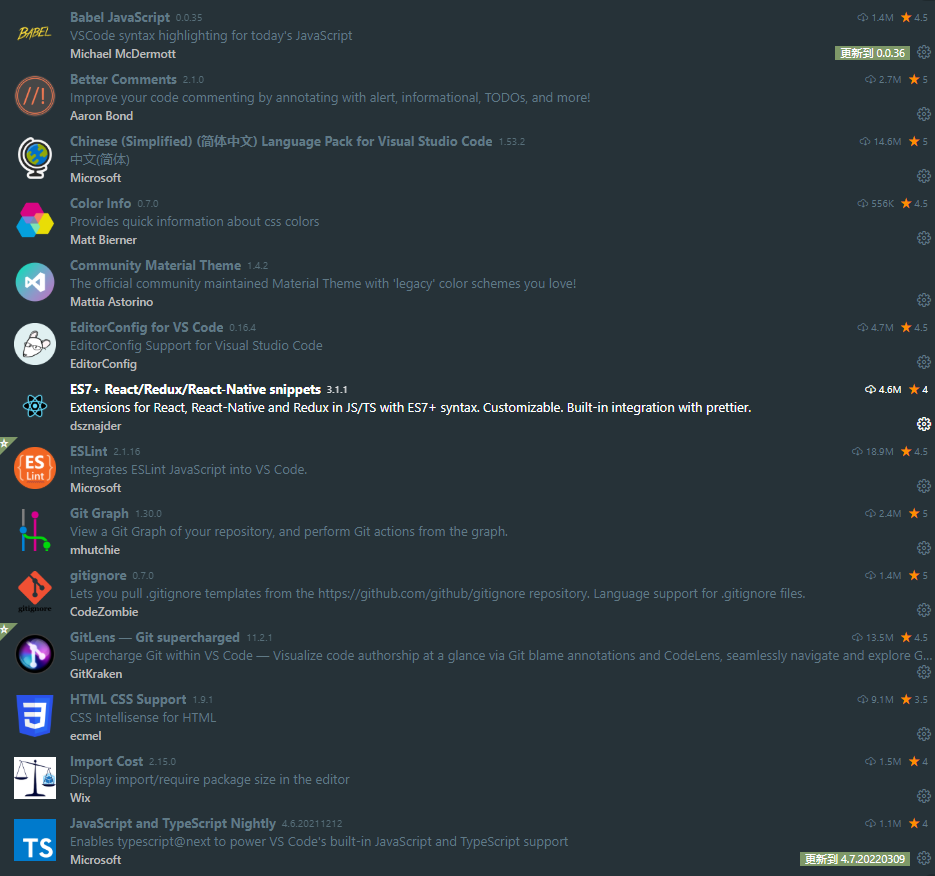 BABEL
Babel JavaScript 0.0.35 1.4M 4.5
VSCode syntax highlighting for today's JavaScript
Michael McDermott 更新到 0.0.36
//!
Better Comments 2.1.0 2.7M 5
Improve your code commenting by annotating with alert, informational, TODOs, and more!
Aaron Bond
Chinese (Simplified) (简体中文) Language Pack for Visual Studio Code 1.53.2 14.6M 5
中文(简体)
Microsoft
Color Info 0.7.0 556K 4.5
Provides quick information about css colors
Matt Bierner
Community Material Theme 1.4.2
The official community maintained Material Theme with 'legacy' color schemes you love!
Mattia Astorino
EditorConfig for VS Code 0.16.4 4.7M 4.5
EditorConfig Support for Visual Studio Code
EditorConfig
ES7+ React/Redux/React-Native snippets 3.1.1 4.6M 4
Extensions for React, React-Native and Redux in JS/TS with ES7+ syntax. Customizable. Built-in integration with prettier.
dsznajder
ES
Lint
ESLint 2.1.16 18.9M 4.5
Integrates ESLint JavaScript into VS Code.
Microsoft
Git Graph 1.30.0 2.4M 5
View a Git Graph of your repository, and perform Git actions from the graph.
mhutchie
gitignore
gitignore 0.7.0 1.4M 5
Lets you pull .gitignore templates from the https://github.com/github/gitignore repository. Language support for .gitignore files.
CodeZombie
GitLens — Git supercharged 11.2.1 13.5M 4.5
Supercharge Git within VS Code — Visualize code authorship at a glance via Git blame annotations and CodeLens, seamlessly navigate and explore G...
GitKraken
HTML CSS Support 1.9.1 9.1M 3.5
CSS Intellisense for HTML
ecmel
Import Cost 2.15.0 1.5M 4
Display import/require package size in the editor
Wix
TS
JavaScript and TypeScript Nightly 4.6.20211212 1.1M 4
Enables typescript@next to power VS Code's built-in JavaScript and TypeScript support
Microsoft 更新到 4.7.20220309